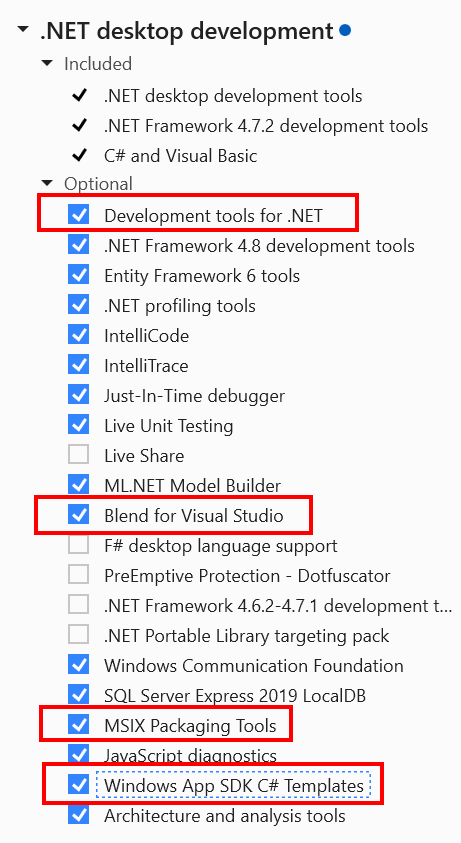 .NET desktop development
Included
.NET desktop development tools
.NET Framework 4.7.2 development tools
C# and Visual Basic
Optional
Development tools for .NET
.NET Framework 4.8 development tools
Entity Framework 6 tools
.NET profiling tools
IntelliCode
IntelliTrace
Just-In-Time debugger
Live Unit Testing
Live Share
ML.NET Model Builder
Blend for Visual Studio
F# desktop language support
PreEmptive Protection - Dotfuscator
.NET Framework 4.6.2-4.7.1 development t...
.NET Portable Library targeting pack
Windows Communication Foundation
SQL Server Express 2019 LocalDB
MSIX Packaging Tools
JavaScript diagnostics
Windows App SDK C# Templates
Architecture and analysis tools